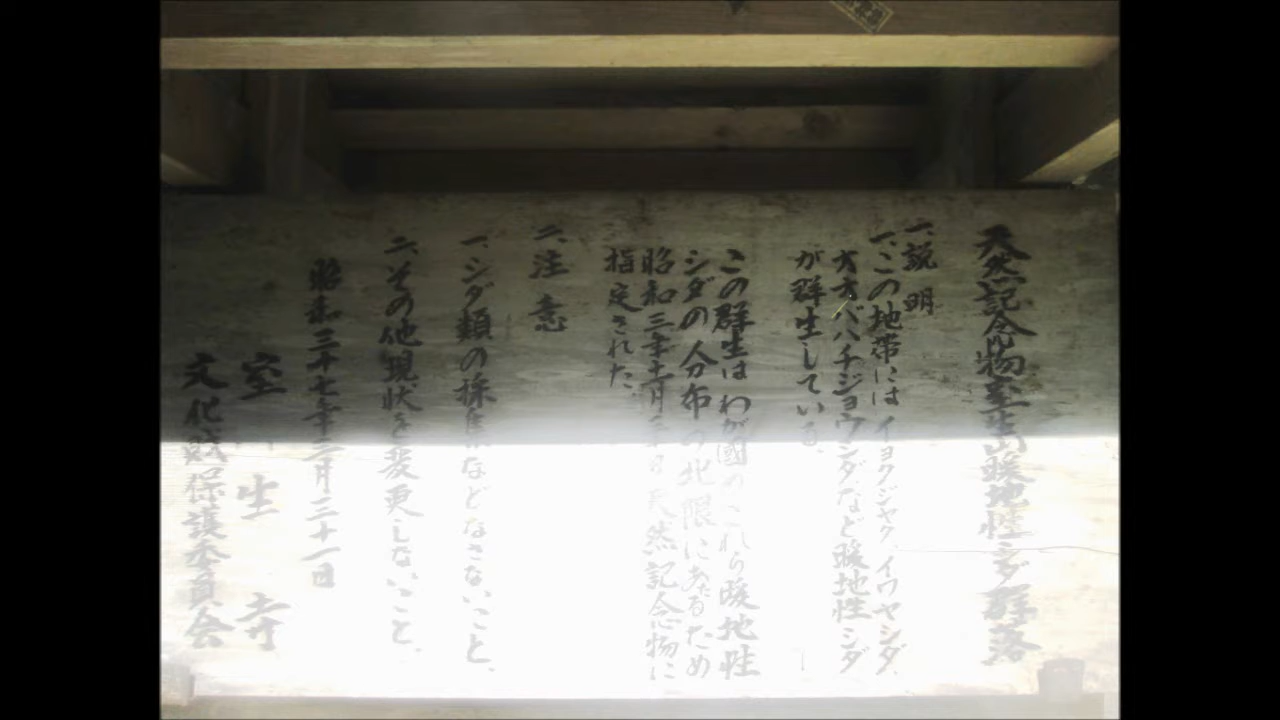 天然記念物室生山暖地性シダ群落
一、説明
一、この地帯にはイヨクジャク、イワヤシダ、
オオバハチジョウシダなど暖地性シダ
が群生している。
この群生はわが國のこれら暖地性
シダの分布の北限にあたるため
昭和三年十一月三十日天然記念物に
指定された
二、注意
一、シダ類の採集などなさないこと、
二、その他現状を変更しないこと、
昭和三十七年三月三十一日
室生寺
文化財保護委員会